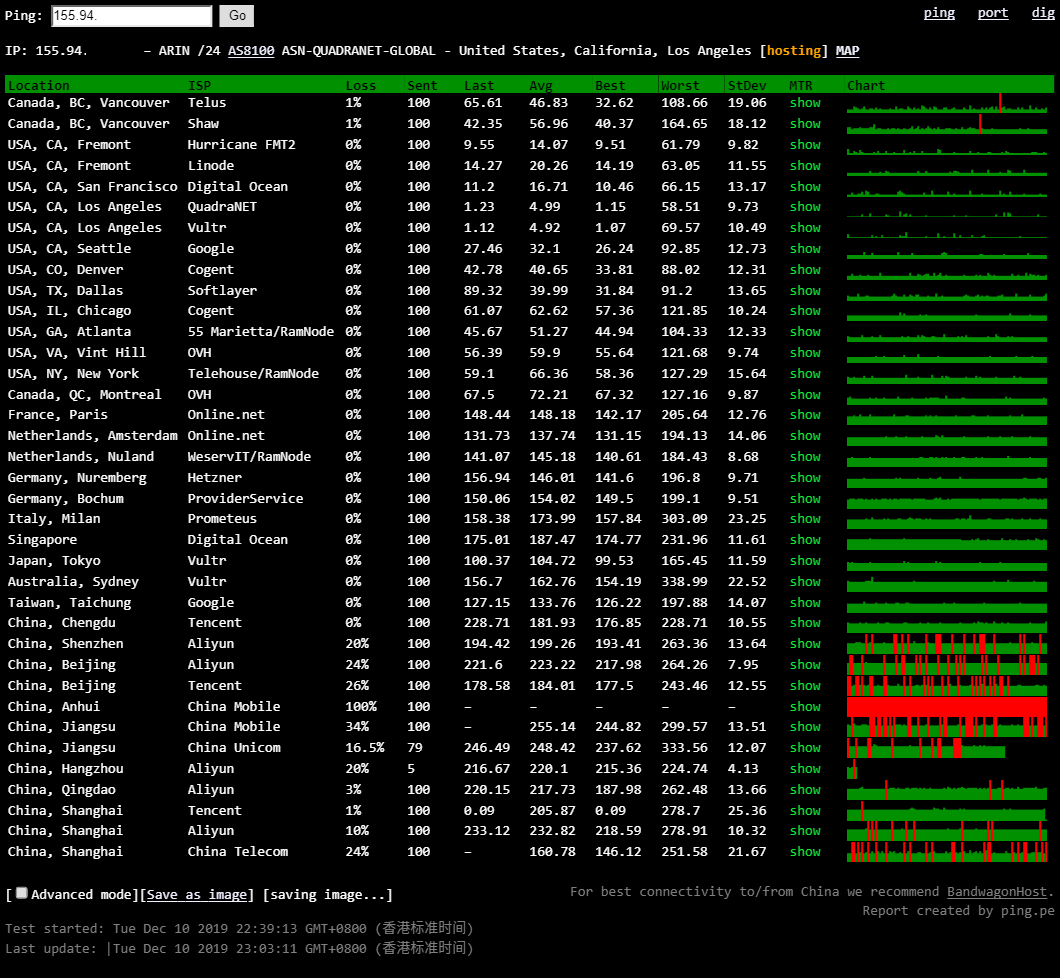 Ping: 155.94. Go ping port dig
IP: 155.94. – ARIN /24 AS8100 ASN-QUADRANET-GLOBAL - United States, California, Los Angeles [hosting] MAP
Location ISP Loss Sent Last Avg Best Worst StDev MTR Chart
Canada, BC, Vancouver Telus 1% 100 65.61 46.83 32.62 108.66 19.06 show
Canada, BC, Vancouver Shaw 1% 100 42.35 56.96 40.37 164.65 18.12 show
USA, CA, Fremont Hurricane FMT2 0% 100 9.55 14.07 9.51 61.79 9.82 show
USA, CA, Fremont Linode 0% 100 14.27 20.26 14.19 63.05 11.55 show
USA, CA, San Francisco Digital Ocean 0% 100 11.2 16.71 10.46 66.15 13.17 show
USA, CA, Los Angeles QuadraNET 0% 100 1.23 4.99 1.15 58.51 9.73 show
USA, CA, Los Angeles Vultr 0% 100 1.12 4.92 1.07 69.57 10.49 show
USA, CA, Seattle Google 0% 100 27.46 32.1 26.24 92.85 12.73 show
USA, CO, Denver Cogent 0% 100 42.78 40.65 33.81 88.02 12.31 show
USA, TX, Dallas Softlayer 0% 100 89.32 39.99 31.84 91.2 13.65 show
USA, IL, Chicago Cogent 0% 100 61.07 62.62 57.36 121.85 10.24 show
USA, GA, Atlanta 55 Marietta/RamNode 0% 100 45.67 51.27 44.94 104.33 12.33 show
USA, VA, Vint Hill OVH 0% 100 56.39 59.9 55.64 121.68 9.74 show
USA, NY, New York Telehouse/RamNode 0% 100 59.1 66.36 58.36 127.29 15.64 show
Canada, QC, Montreal OVH 0% 100 67.5 72.21 67.32 127.16 9.87 show
France, Paris Online.net 0% 100 148.44 148.18 142.17 205.64 12.76 show
Netherlands, Amsterdam Online.net 0% 100 131.73 137.74 131.15 194.13 14.06 show
Netherlands, Nuland WeservIT/RamNode 0% 100 141.07 145.18 140.61 184.43 8.68 show
Germany, Nuremberg Hetzner 0% 100 156.94 146.01 141.6 196.8 9.71 show
Germany, Bochum ProviderService 0% 100 150.06 154.02 149.5 199.1 9.51 show
Italy, Milan Prometeus 0% 100 158.38 173.99 157.84 303.09 23.25 show
Singapore Digital Ocean 0% 100 175.01 187.47 174.77 231.96 11.61 show
Japan, Tokyo Vultr 0% 100 100.37 104.72 99.53 165.45 11.59 show
Australia, Sydney Vultr 0% 100 156.7 162.76 154.19 338.99 22.52 show
Taiwan, Taichung Google 0% 100 127.15 133.76 126.22 197.88 14.07 show
China, Chengdu Tencent 0% 100 228.71 181.93 176.85 228.71 10.55 show
China, Shenzhen Aliyun 20% 100 194.42 199.26 193.41 263.36 13.64 show
China, Beijing Aliyun 24% 100 221.6 223.22 217.98 264.26 7.95 show
China, Beijing Tencent 26% 100 178.58 184.01 177.5 243.46 12.55 show
China, Anhui China Mobile 100% 100 – – – – – show
China, Jiangsu China Mobile 34% 100 – 255.14 244.82 299.57 13.51 show
China, Jiangsu China Unicom 16.5% 79 246.49 248.42 237.62 333.56 12.07 show
China, Hangzhou Aliyun 20% 5 216.67 220.1 215.36 224.74 4.13 show
China, Qingdao Aliyun 3% 100 220.15 217.73 187.98 262.48 13.66 show
China, Shanghai Tencent 1% 100 0.09 205.87 0.09 278.7 25.36 show
China, Shanghai Aliyun 10% 100 233.12 232.82 218.59 278.91 10.32 show
China, Shanghai China Telecom 24% 100 – 160.78 146.12 251.58 21.67 show
[ Advanced mode][Save as image] [saving image...]
For best connectivity to/from China we recommend BandwagonHost.
Report created by ping.pe
Test started: Tue Dec 10 2019 22:39:13 GMT+0800 (香港标准时间)
Last update: |Tue Dec 10 2019 23:03:11 GMT+0800 (香港标准时间)